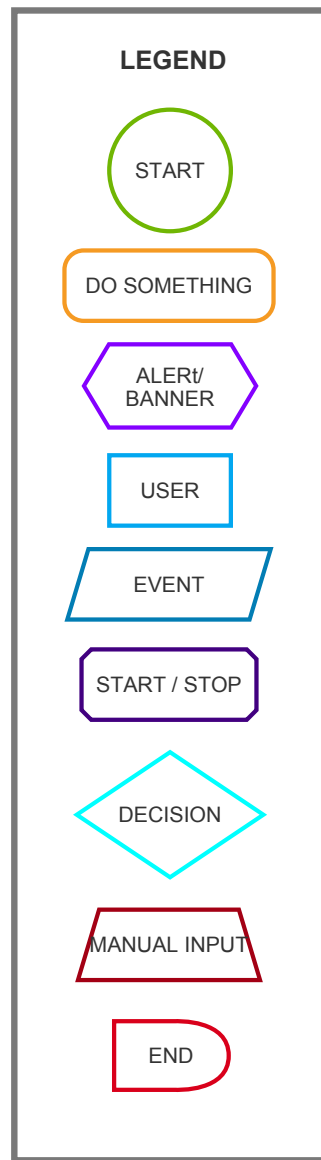 LEGEND
START
DO SOMETHING
ALERt/
BANNER
USER
EVENT
START / STOP
DECISION
MANUAL INPUT
END